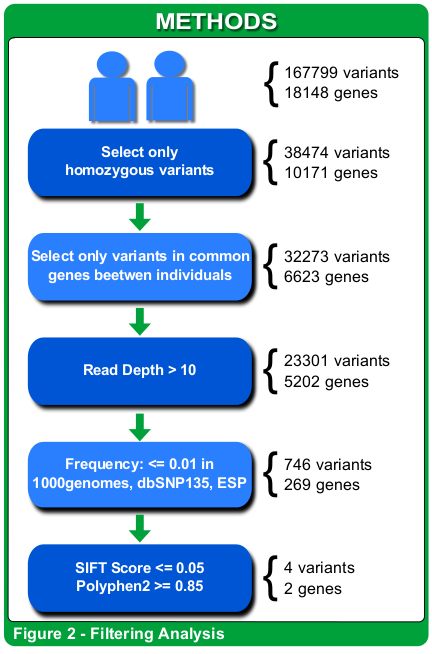 METHODS
167799 variants
18148 genes
Select only
homozygous variants
38474 variants
10171 genes
Select only variants in common
genes beetwen individuals
32273 variants
6623 genes
Read Depth > 10
23301 variants
5202 genes
Frequency: <= 0.01 in
1000genomes, dbSNP135, ESP
746 variants
269 genes
SIFT Score <= 0.05
Polyphen2 >= 0.85
4 variants
2 genes
Figure 2 - Filtering Analysis